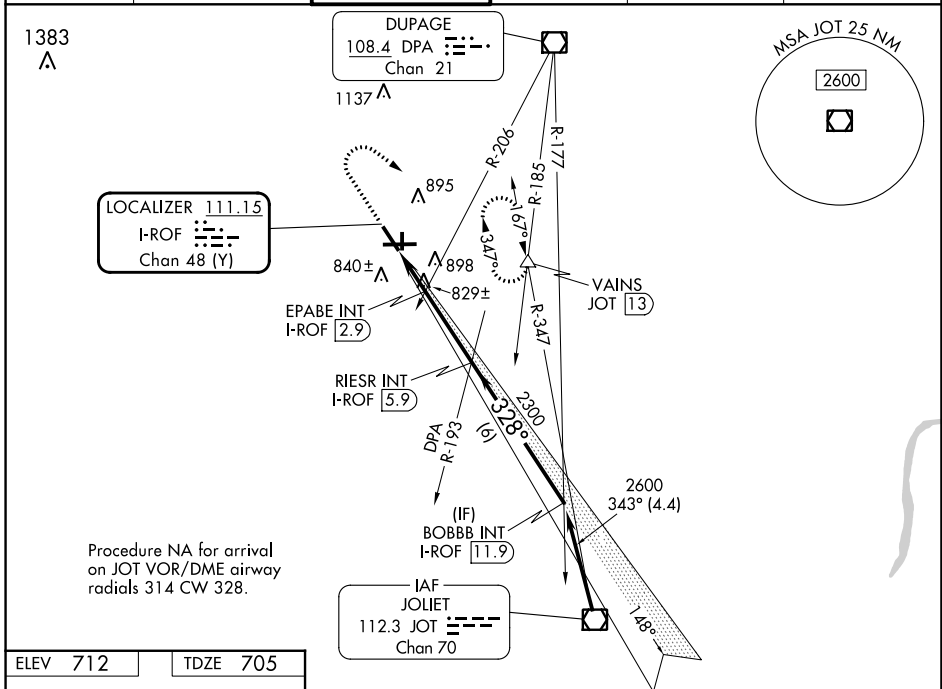 1383
DUPAGE
108.4 DPA
Chan 21
1137
MSA JOT 25 NM
2600
R-206
R-185
R-177
895
167°
347°
LOCALIZER 111.15
I-ROF
Chan 48 (Y)
840±
898
829±
VAINS
JOT 13
EPABE INT
I-ROF 2.9
R-347
RIESR INT
I-ROF 5.9
2300
328°
(6)
DPA
R-193
2600
343° (4.4)
(IF)
BOBBB INT
I-ROF 11.9
Procedure NA for arrival
on JOT VOR/DME airway
radials 314 CW 328.
IAF
JOLIET
112.3 JOT
Chan 70
148°
ELEV 712
TDZE 705